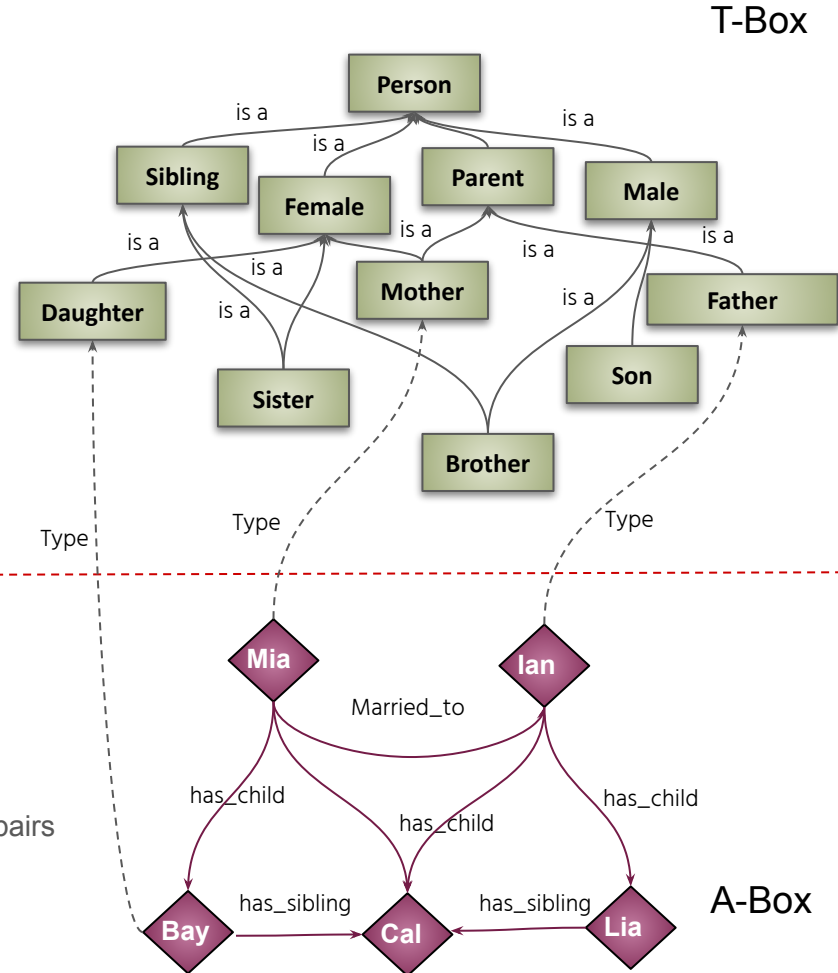 T-Box
Person
is a
is a
is a
Sibling
Female
Parent
Male
is a
is a
is a
is a
is a
is a
is a
Daughter
Mother
Father
Sister
Son
Brother
Type
Type
Type
Mia
Ian
Married_to
has_child
has_child
has_child
pairs
has_sibling
has_sibling
A-Box
Bay
Cal
Lia